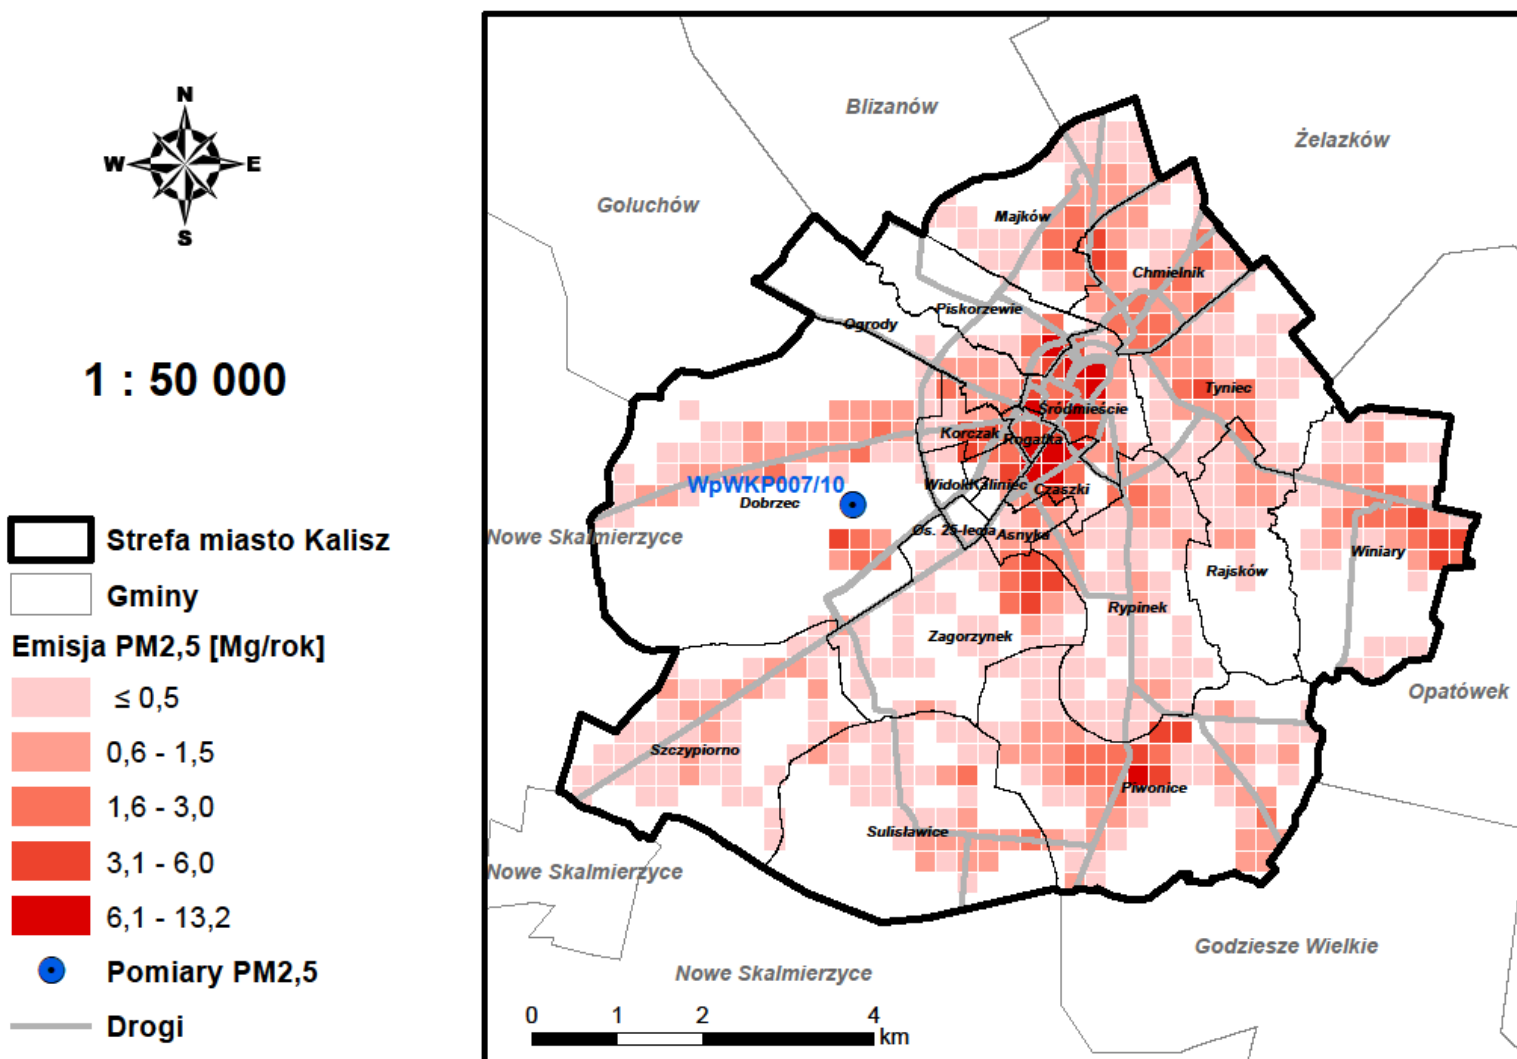 N
W
E
S
1 : 50 000
Strefa miasto Kalisz
Gminy
Emisja PM2,5 [Mg/rok]
≤ 0,5
0,6 - 1,5
1,6 - 3,0
3,1 - 6,0
6,1 - 13,2
Pomiary PM2,5
Drogi
Blizanów
Żelazków
Goluchów
Majków
Chmielnik
Piskorzewie
Ogrody
Tyniec
Śródmieście
Korczak
Rogatka
WpWKP007/10
Dobrzec
Widok
Kaliniec
Czaszki
Nowe Skalmierzyce
Os. 25-lecia
Asnyka
Winiary
Rajsków
Rypinek
Zagorzynek
Opatówek
Szczypiorno
Piwonice
Sulisławice
Nowe Skalmierzyce
Godziesze Wielkie
Nowe Skalmierzyce
0 1 2 4
km